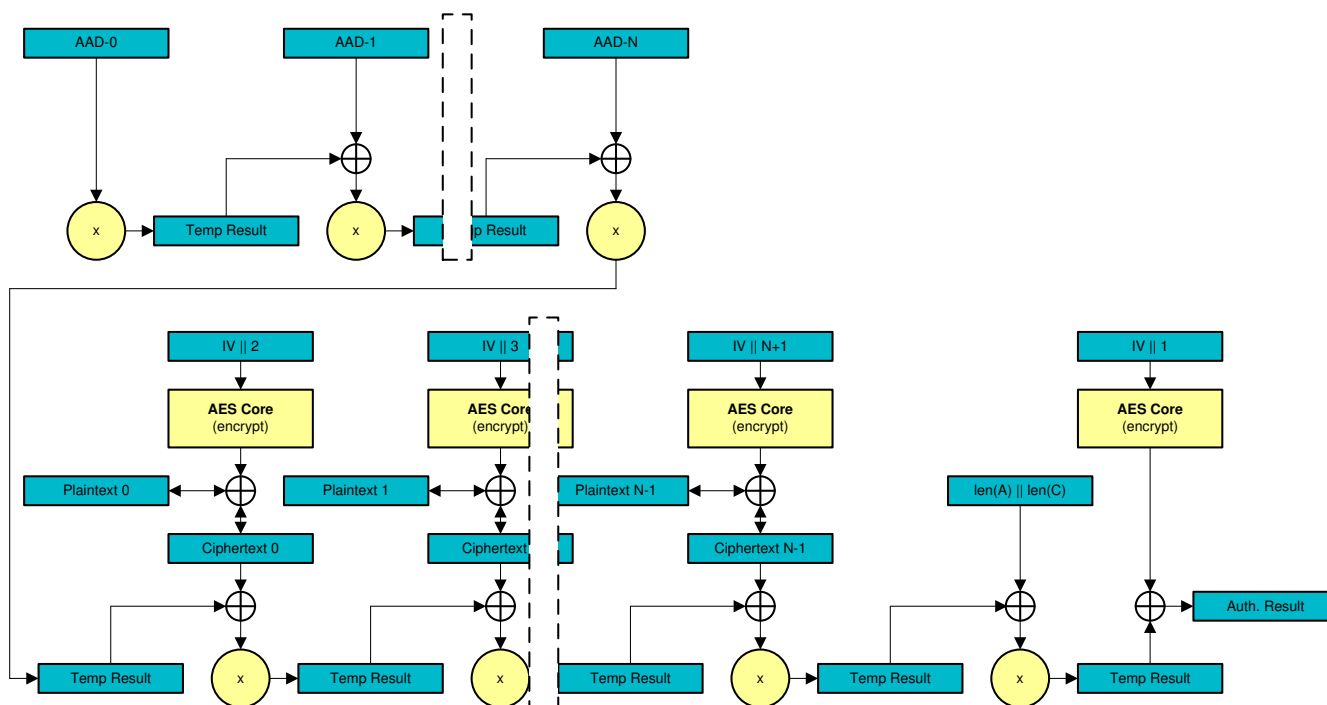 AAD-0
AAD-1
AAD-N
x
Temp Result
x
p Result
x
IV || 2
IV || 3
IV || N+1
IV || 1
AES Core
(encrypt)
AES Core
(encrypt)
AES Core
(encrypt)
AES Core
(encrypt)
Plaintext 0
Plaintext 1
Plaintext N-1
len(A) || len(C)
Ciphertext 0
Ciphertext
Ciphertext N-1
Auth. Result
Temp Result
x
Temp Result
x
Temp Result
x
Temp Result
x
Temp Result